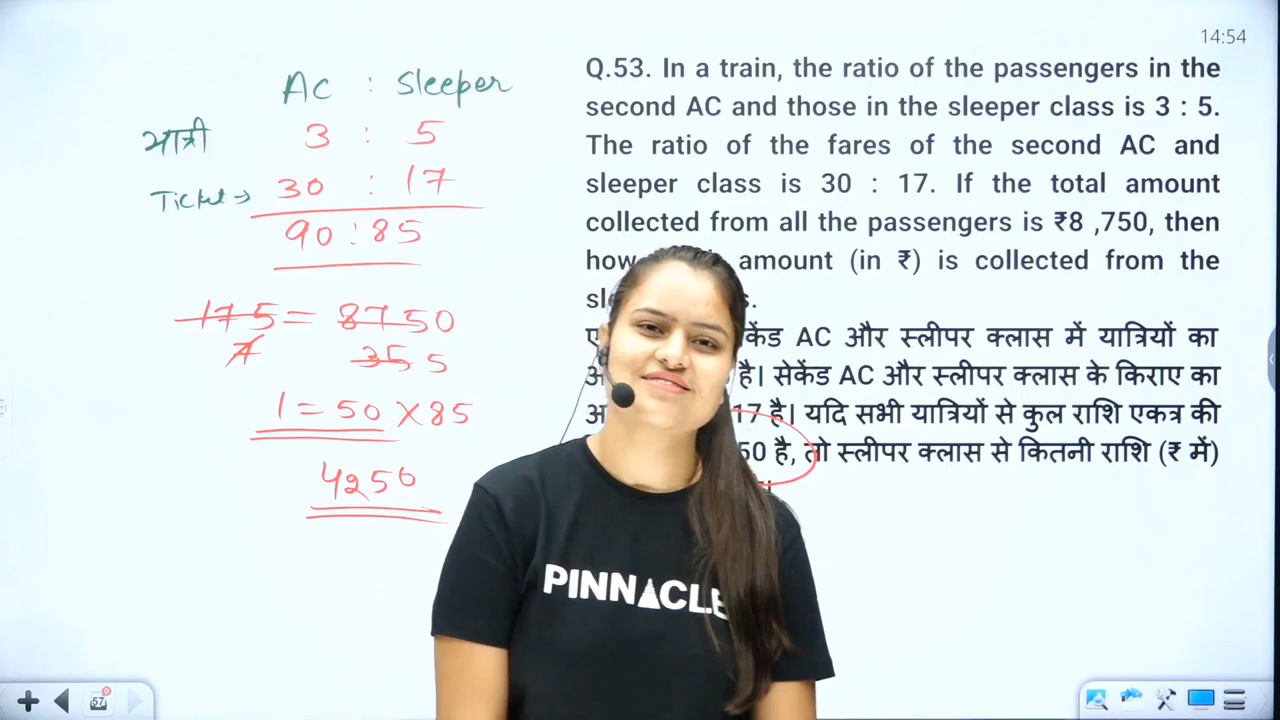 14:54
AC : Sleeper
यात्री 3 : 5
Ticket → 30 : 17
90 : 85
175 = 8750
355
1 = 50 × 85
4250
Q.53. In a train, the ratio of the passengers in the
second AC and those in the sleeper class is 3 : 5.
The ratio of the fares of the second AC and
sleeper class is 30 : 17. If the total amount
collected from all the passengers is ₹8 ,750, then
amount (in ₹) is collected from the
AC और स्लीपर क्लास में यात्रियों का
है। सेकेंड AC और स्लीपर क्लास के किराए का
17 है। यदि सभी यात्रियों से कुल राशि एकत्र की
50 है, तो स्लीपर क्लास से कितनी राशि (₹ में)
PINNACLE
57